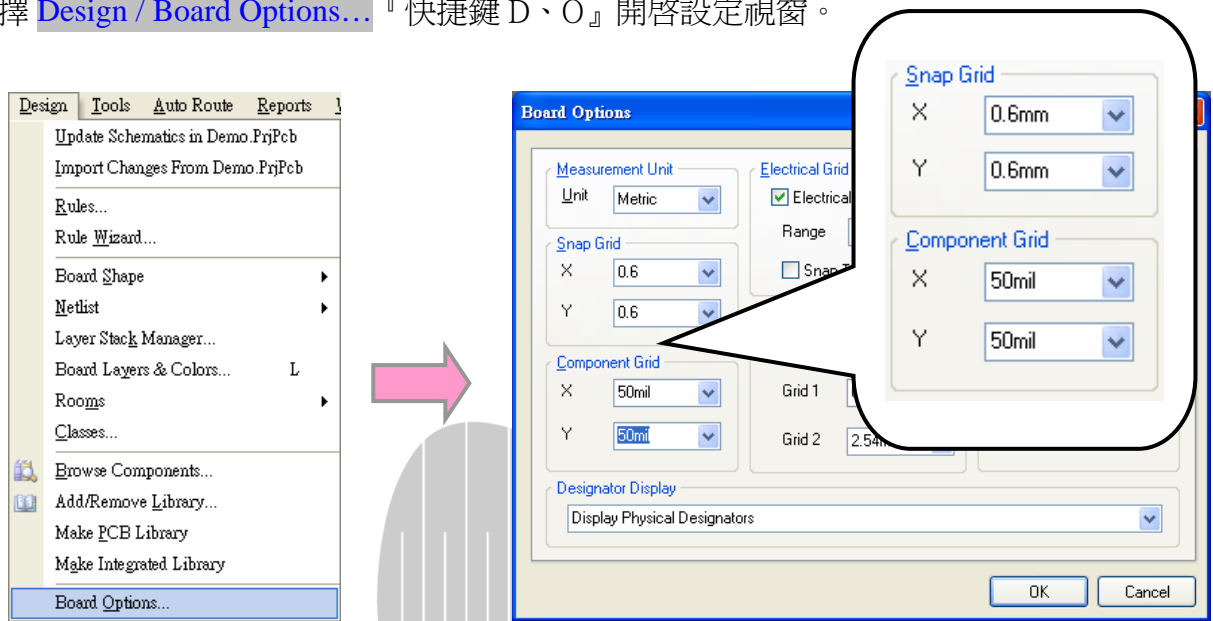 擇 Design / Board Options…『快捷鍵 D、O』開啟設定視窗。
Design Tools Auto Route Reports
Update Schematics in Demo.PrjPcb
Import Changes From Demo.PrjPcb
Rules...
Rule Wizard...
Board Shape
Netlist
Layer Stack Manager...
Board Layers & Colors... L
Rooms
Classes...
Browse Components...
Add/Remove Library...
Make PCB Library
Make Integrated Library
Board Options...
Board Options
Measurement Unit
Unit Metric
Snap Grid
X 0.6
Y 0.6
Component Grid
X 50mil
Y 50mil
Electrical Grid
Electrical
Range
Snap
Grid 1
Grid 2 2.54
Designator Display
Display Physical Designators
OK Cancel
Snap Grid
X 0.6mm
Y 0.6mm
Component Grid
X 50mil
Y 50mil